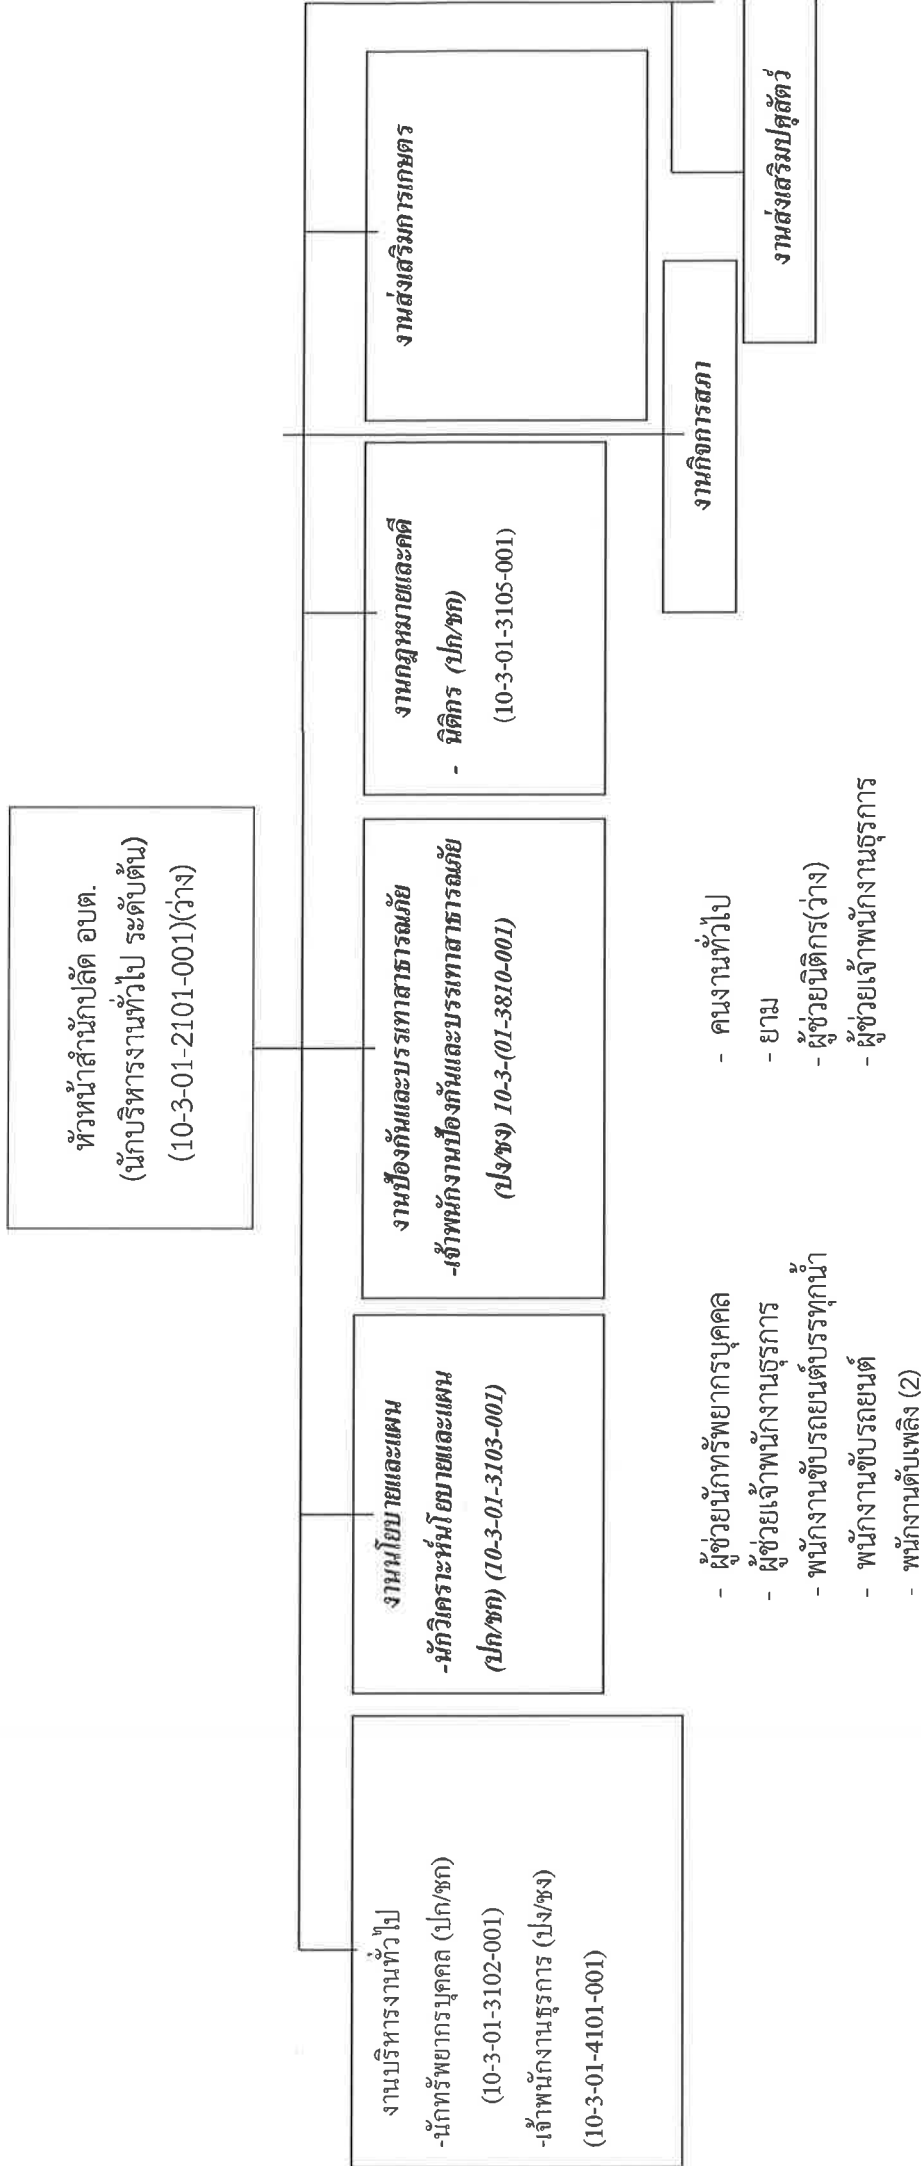 หัวหน้าสำนักปลัด อบต.
(นักบริหารงานทั่วไป ระดับต้น)
(10-3-01-2101-001)(ว่าง)
งานบริหารงานทั่วไป
-นักทรัพยากรบุคคล (ปก/ชก)
(10-3-01-3102-001)
-เจ้าพนักงานธุรการ (ปง/ชง)
(10-3-01-4101-001)
งานนโยบายและแผน
-นักวิเคราะห์นโยบายและแผน
(ปก/ชก) (10-3-01-3103-001)
งานป้องกันและบรรเทาสาธารณภัย
-เจ้าพนักงานป้องกันและบรรเทาสาธารณภัย
(ปง/ชง) 10-3-(01-3810-001)
งานกฎหมายและคดี
- นิติกร (ปก/ชก)
(10-3-01-3105-001)
งานส่งเสริมการเกษตร
งานกิจการสภา
งานส่งเสริมปศุสัตว์
- ผู้ช่วยนักทรัพยากรบุคคล
- ผู้ช่วยเจ้าพนักงานธุรการ
- พนักงานขับรถยนต์บรรทุกน้ำ
- พนักงานขับรถยนต์
- พนักงานดับเพลิง (2)
- คนงานทั่วไป
- ยาม
- ผู้ช่วยนิติกร(ว่าง)
- ผู้ช่วยเจ้าพนักงานธุรการ